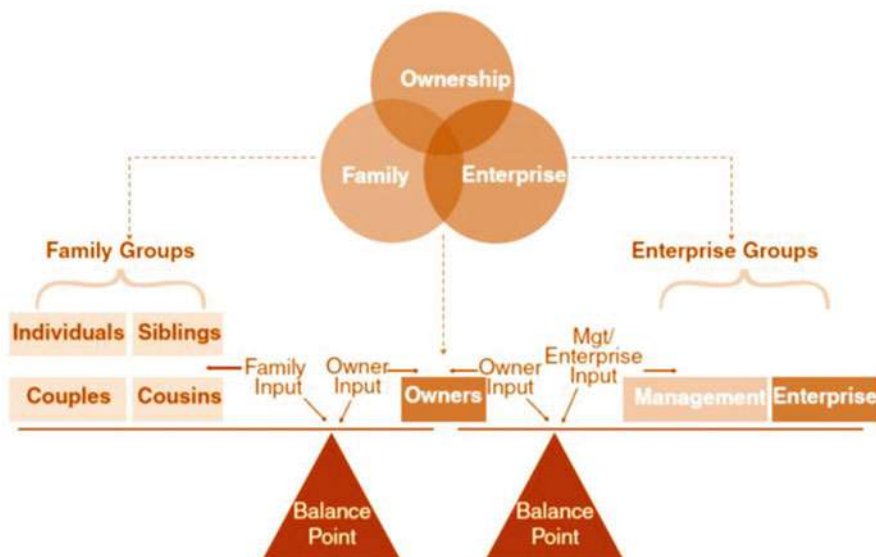 Ownership
Family
Enterprise
Family Groups
Enterprise Groups
Individuals
Siblings
Couples
Cousins
Family
Input
Owner
Input
Owners
Owner
Input
Mgt/
Enterprise
Input
Management
Enterprise
Balance
Point
Balance
Point